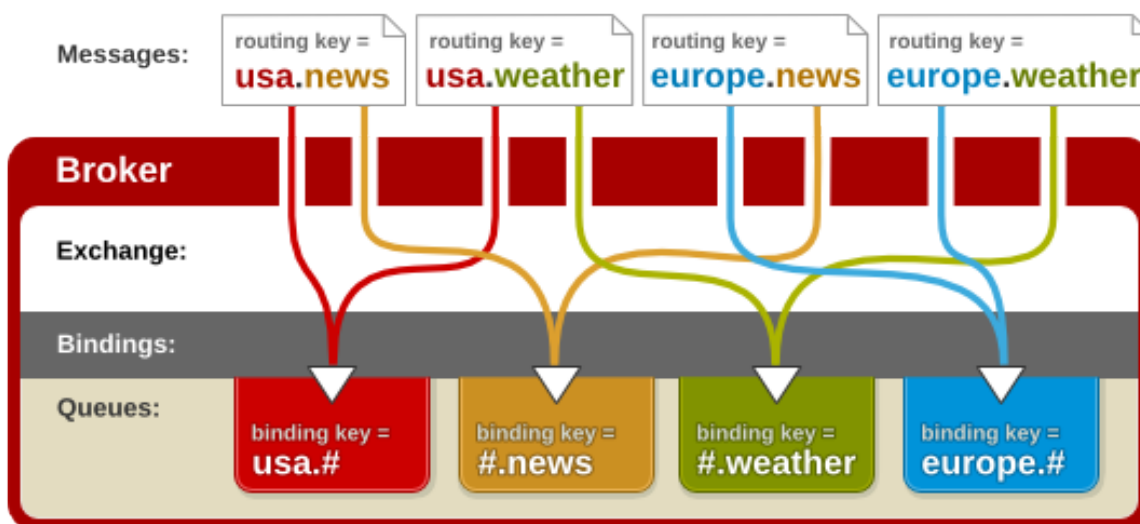 Messages:
routing key =
usa.news
routing key =
usa.weather
routing key =
europe.news
routing key =
europe.weather
Broker
Exchange:
Bindings:
Queues:
binding key =
usa.#
binding key =
#.news
binding key =
#.weather
binding key =
europe.#